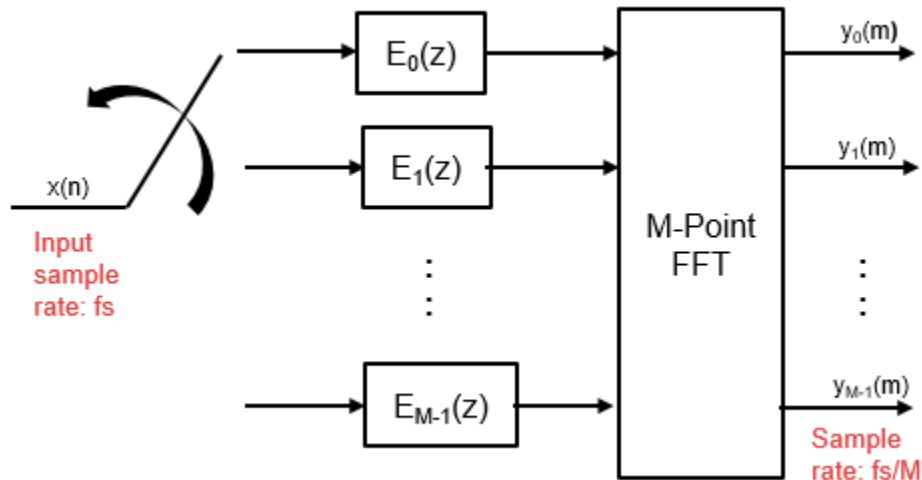 E0(z)
y0(m)
E1(z)
y1(m)
x(n)
Input
sample
rate: fs
M-Point
FFT
EM-1(z)
yM-1(m)
Sample
rate: fs/M